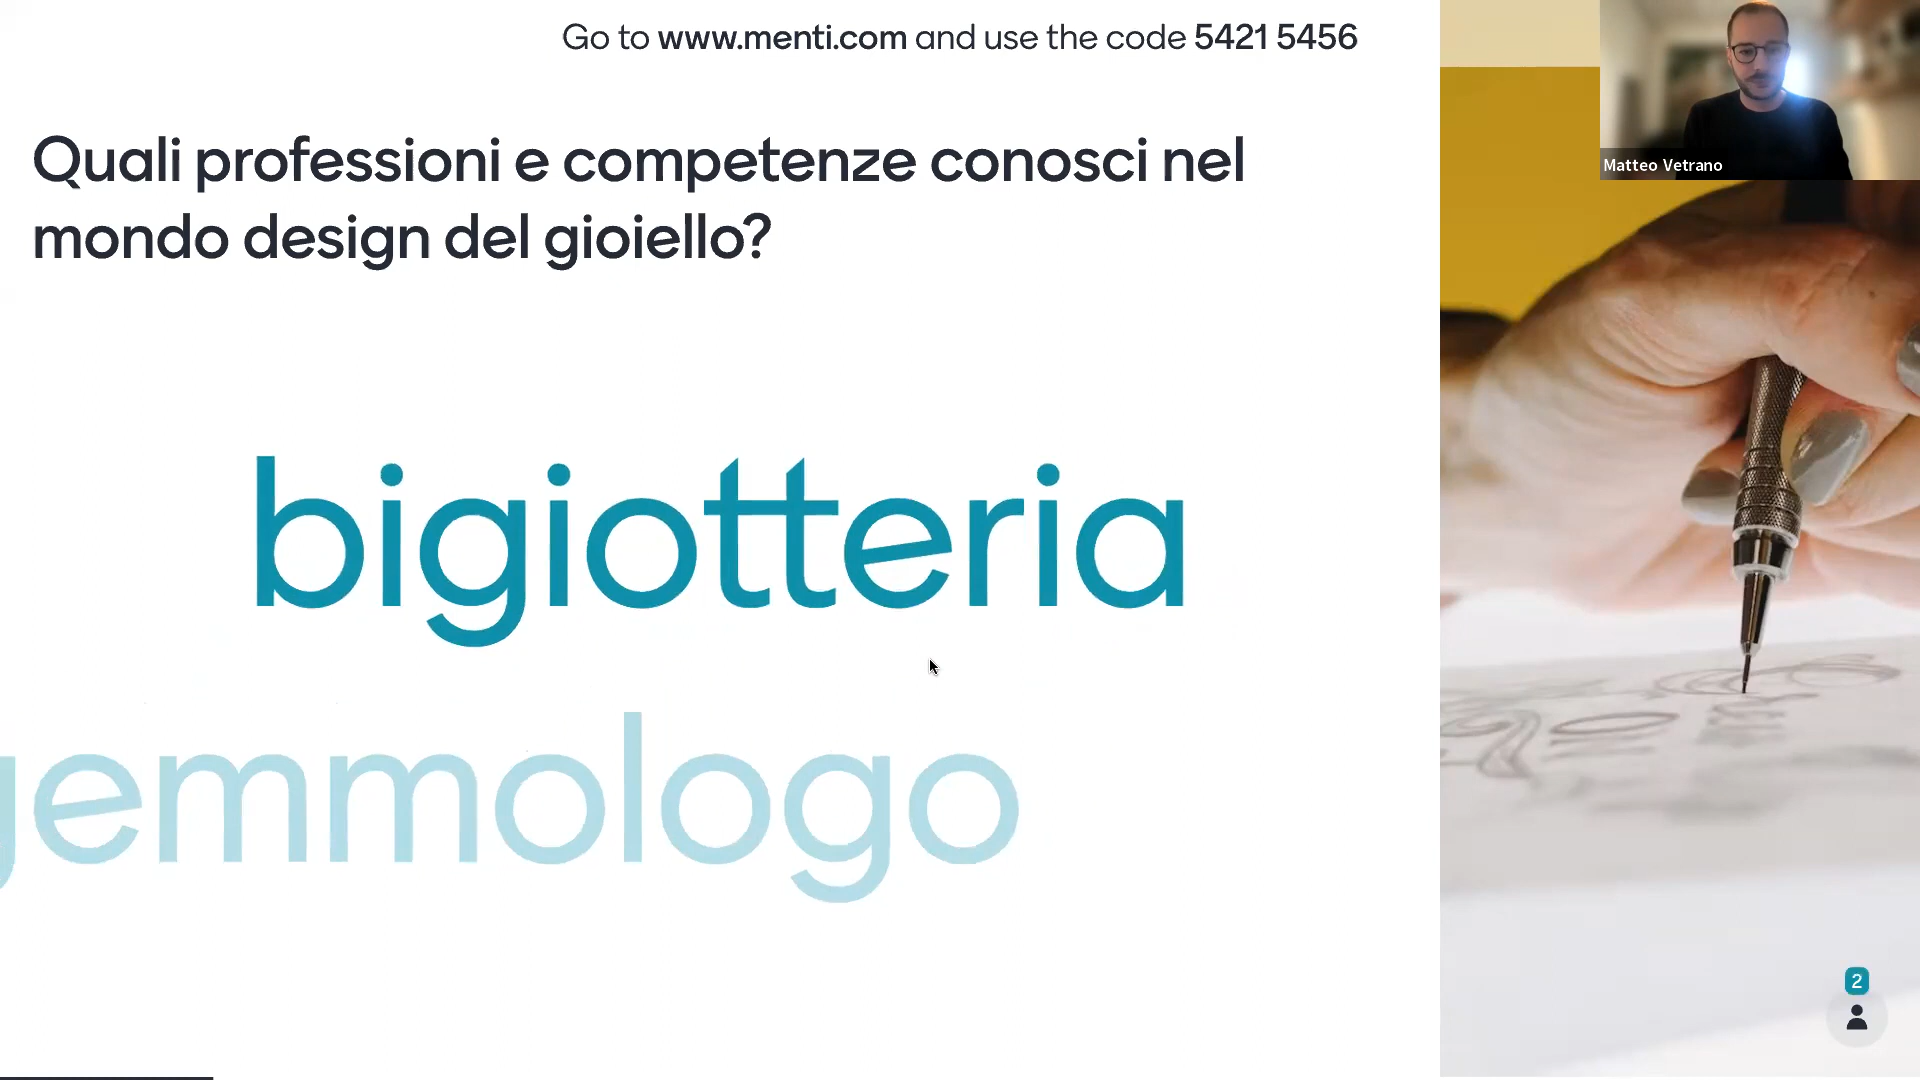 Go to www.menti.com and use the code 5421 5456
Matteo Vetrano
Quali professioni e competenze conosci nel
mondo design del gioiello?
bigiotteria
gemmologo
2